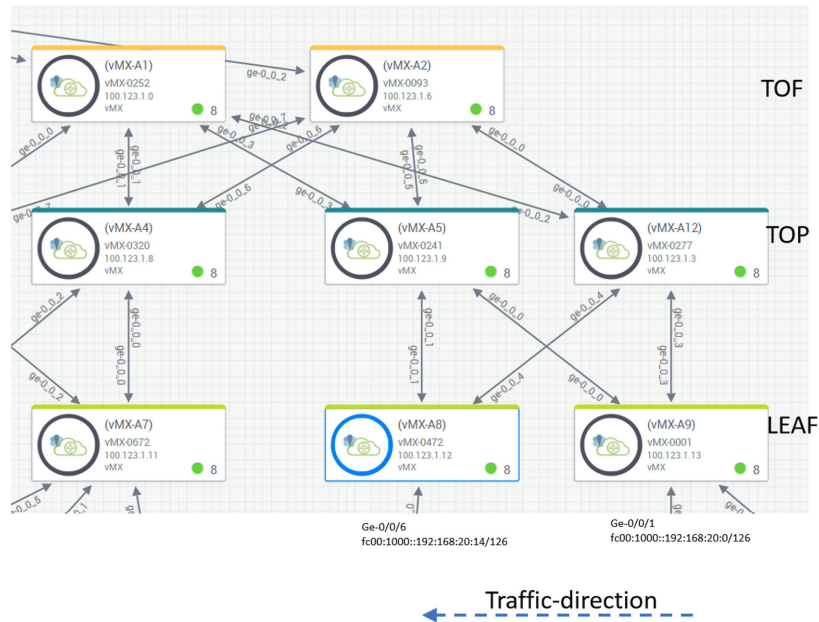 (vMX-A1)
vMX-0252
100.123.1.0
vMX
8
ge-0_0_2
(vMX-A2)
vMX-0093
100.123.1.6
vMX
8
TOF
ge-0_0_0
ge-0_0_1
ge-0_0_1
ge-0_0_3
ge-0_0_7
ge-0_0_2
ge-0_0_6
ge-0_0_5
ge-0_0_5
ge-0_0_0
ge-0_0_6
ge-0_0_3
ge-0_0_2
ge-0_0_0
(vMX-A4)
vMX-0320
100.123.1.8
vMX
8
(vMX-A5)
vMX-0241
100.123.1.9
vMX
8
(vMX-A12)
vMX-0277
100.123.1.3
vMX
8
TOP
ge-0_0_2
ge-0_0_0
ge-0_0_1
ge-0_0_0
ge-0_0_4
ge-0_0_3
ge-0_0_2
ge-0_0_0
ge-0_0_1
ge-0_0_4
ge-0_0_0
ge-0_0_3
(vMX-A7)
vMX-0672
100.123.1.11
vMX
8
(vMX-A8)
vMX-0472
100.123.1.12
vMX
8
(vMX-A9)
vMX-0001
100.123.1.13
vMX
8
LEAF
Ge-0/0/6
fc00:1000::192:168:20:14/126
Ge-0/0/1
fc00:1000::192:168:20:0/126
Traffic-direction